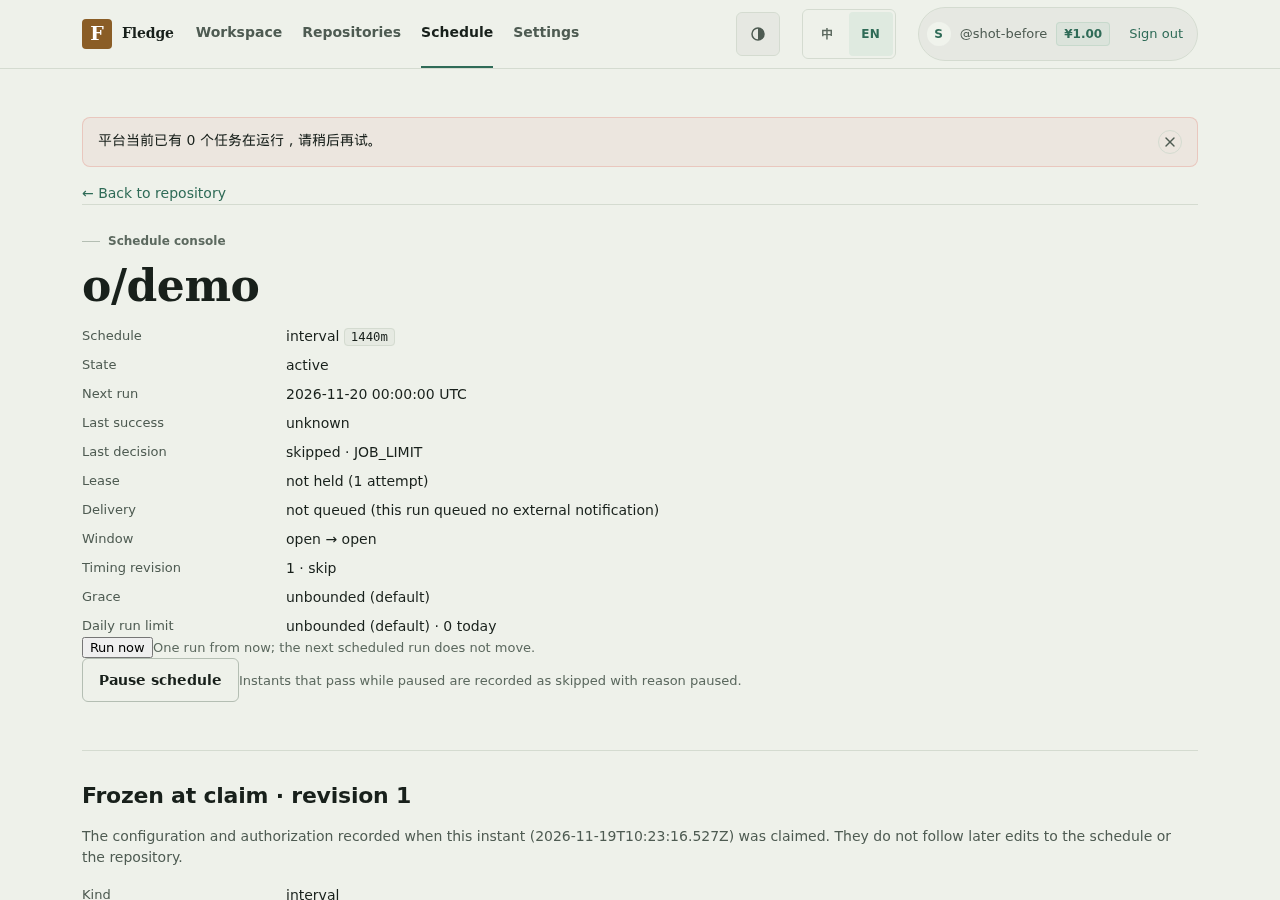 F Fledge Workspace Repositories Schedule Settings 中 EN S @shot-before ¥1.00 Sign out
平台当前已有 0 个任务在运行，请稍后再试。
← Back to repository
Schedule console
o/demo
Schedule interval 1440m
State active
Next run 2026-11-20 00:00:00 UTC
Last success unknown
Last decision skipped · JOB_LIMIT
Lease not held (1 attempt)
Delivery not queued (this run queued no external notification)
Window open → open
Timing revision 1 · skip
Grace unbounded (default)
Daily run limit unbounded (default) · 0 today
Run now One run from now; the next scheduled run does not move.
Pause schedule Instants that pass while paused are recorded as skipped with reason paused.
Frozen at claim · revision 1
The configuration and authorization recorded when this instant (2026-11-19T10:23:16.527Z) was claimed. They do not follow later edits to the schedule or
the repository.
Kind interval